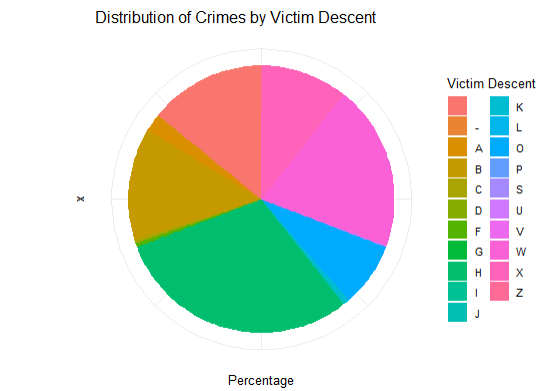 Distribution of Crimes by Victim Descent
x
Percentage
Victim Descent
-
A
B
C
D
F
G
H
I
J
K
L
O
P
S
U
V
W
X
Z